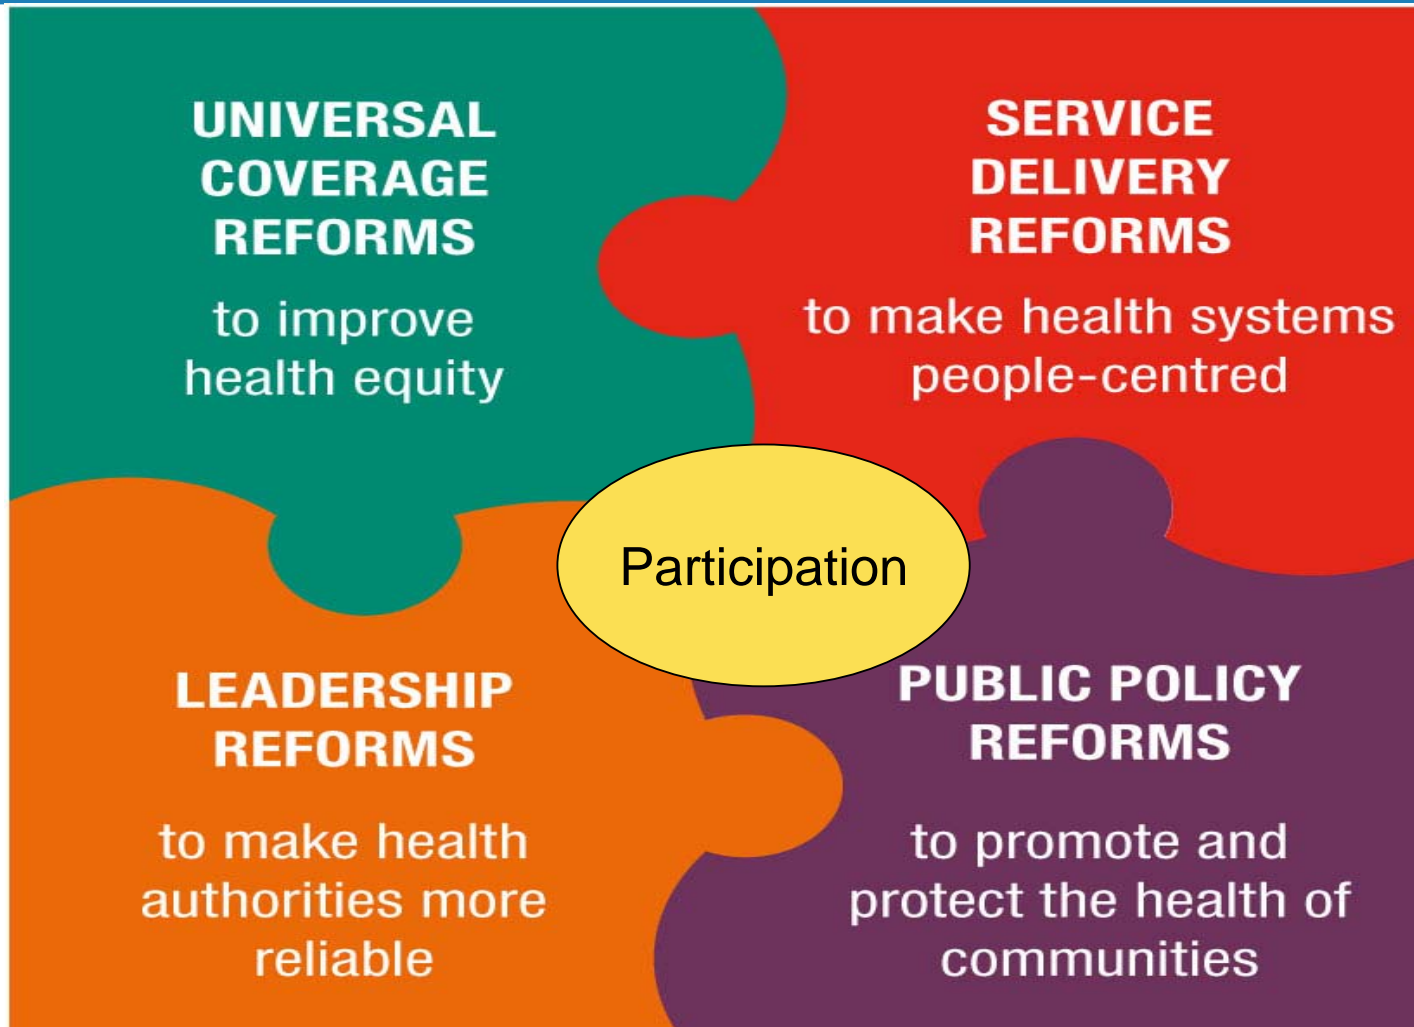 UNIVERSAL
COVERAGE
REFORMS
to improve
health equity
SERVICE
DELIVERY
REFORMS
to make health systems
people-centred
Participation
LEADERSHIP
REFORMS
to make health
authorities more
reliable
PUBLIC POLICY
REFORMS
to promote and
protect the health of
communities